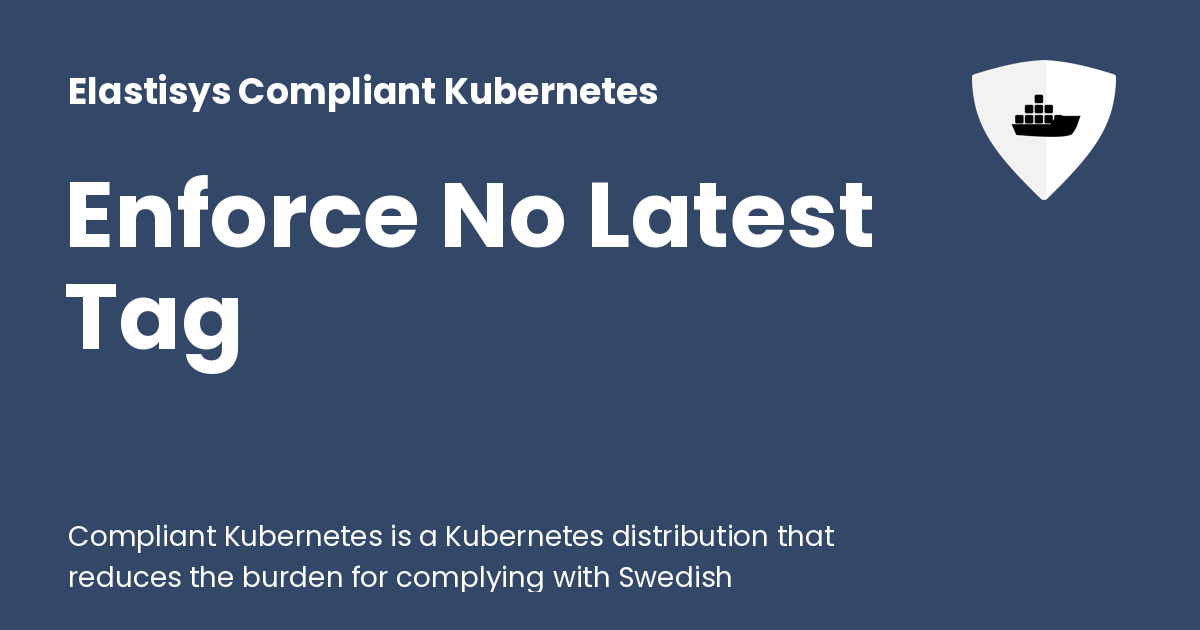 Elastisys Compliant Kubernetes
Enforce No Latest
Tag
Compliant Kubernetes is a Kubernetes distribution that
reduces the burden for complying with Swedish